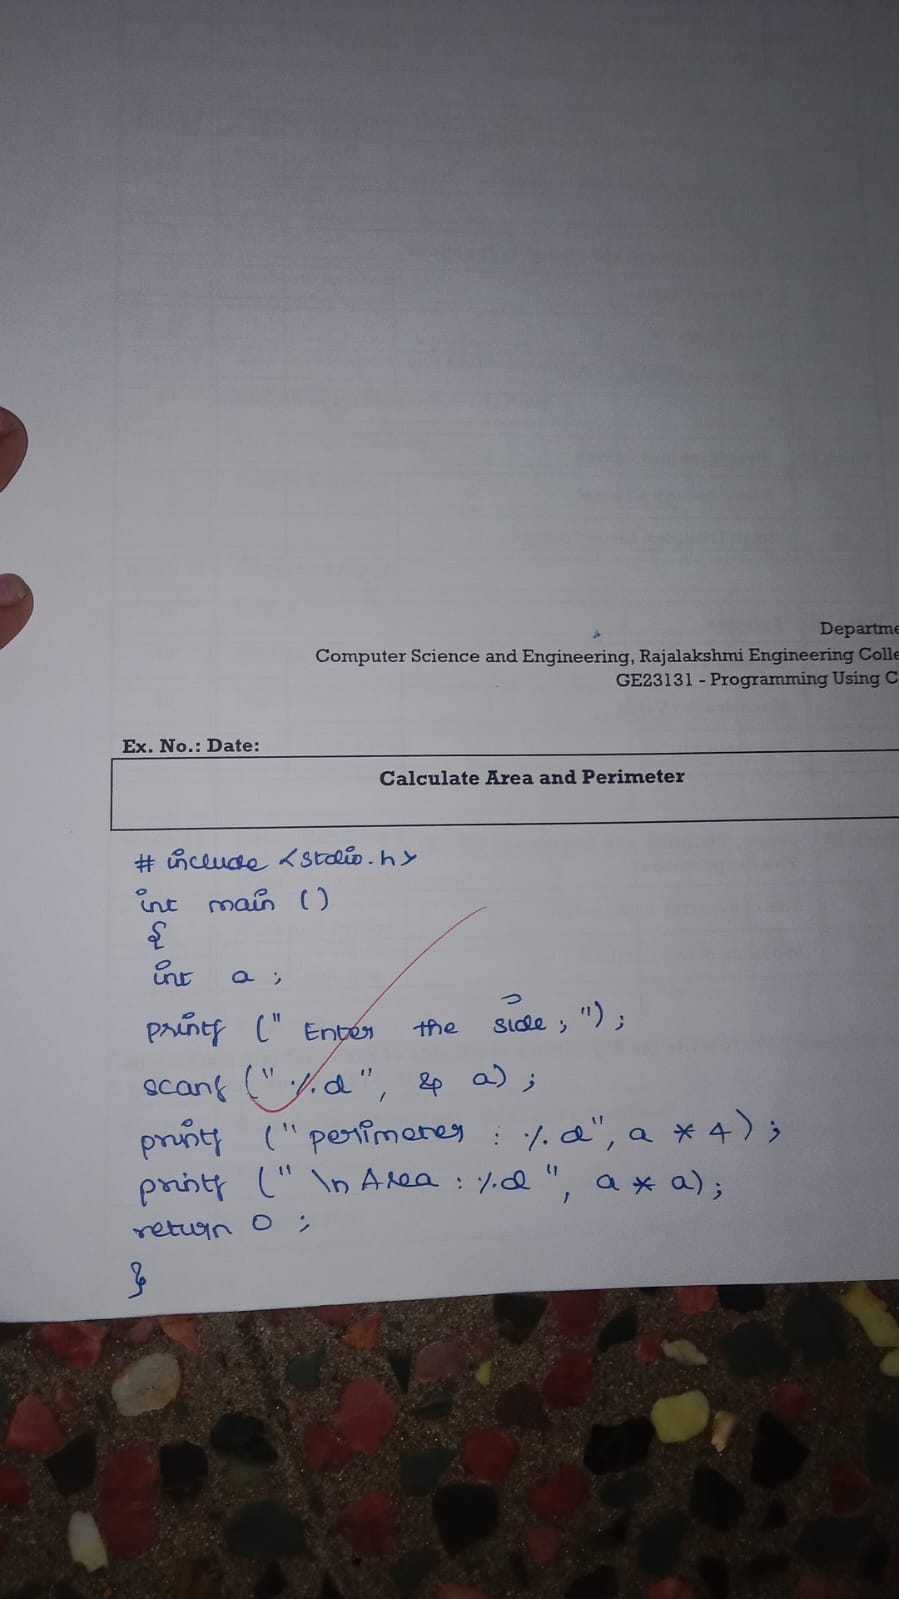 Departme
Computer Science and Engineering, Rajalakshmi Engineering Colle
GE23131 - Programming Using C
Ex. No.: Date:
Calculate Area and Perimeter
# include <stdio.h>
int main ()
{
int a ;
printf (" Enter the side ; ") ;
scanf ("%d", & a) ;
printf ("perimeter : %d", a * 4) ;
printf (" \n Area : %d ", a * a) ;
return 0 ;
}